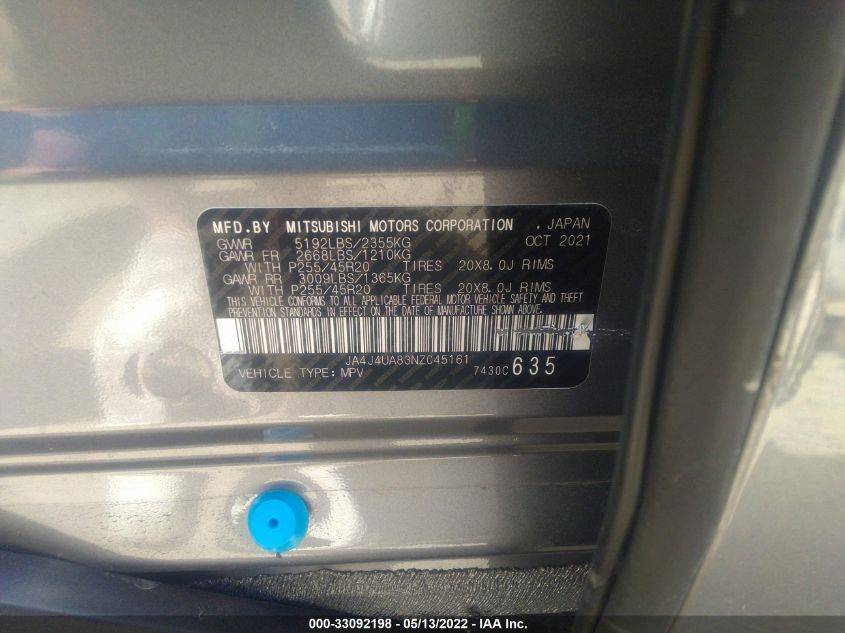 MFD.BY MITSUBISHI MOTORS CORPORATION . JAPAN
GVWR 5192LBS/2355KG OCT 2021
GAWR FR 2668LBS/1210KG
WITH P255/45R20 TIRES 20X8.0J RIMS
GAWR RR 3009LBS/1365KG
WITH P255/45R20 TIRES 20X8.0J RIMS
THIS VEHICLE CONFORMS TO ALL APPLICABLE FEDERAL MOTOR VEHICLE SAFETY AND THEFT
PREVENTION STANDARDS IN EFFECT ON THE DATE OF MANUFACTURE SHOWN ABOVE.
JA4J4UA83NZ045161
VEHICLE TYPE: MPV 7430C 635
000-33092198 - 05/13/2022 - IAA Inc.